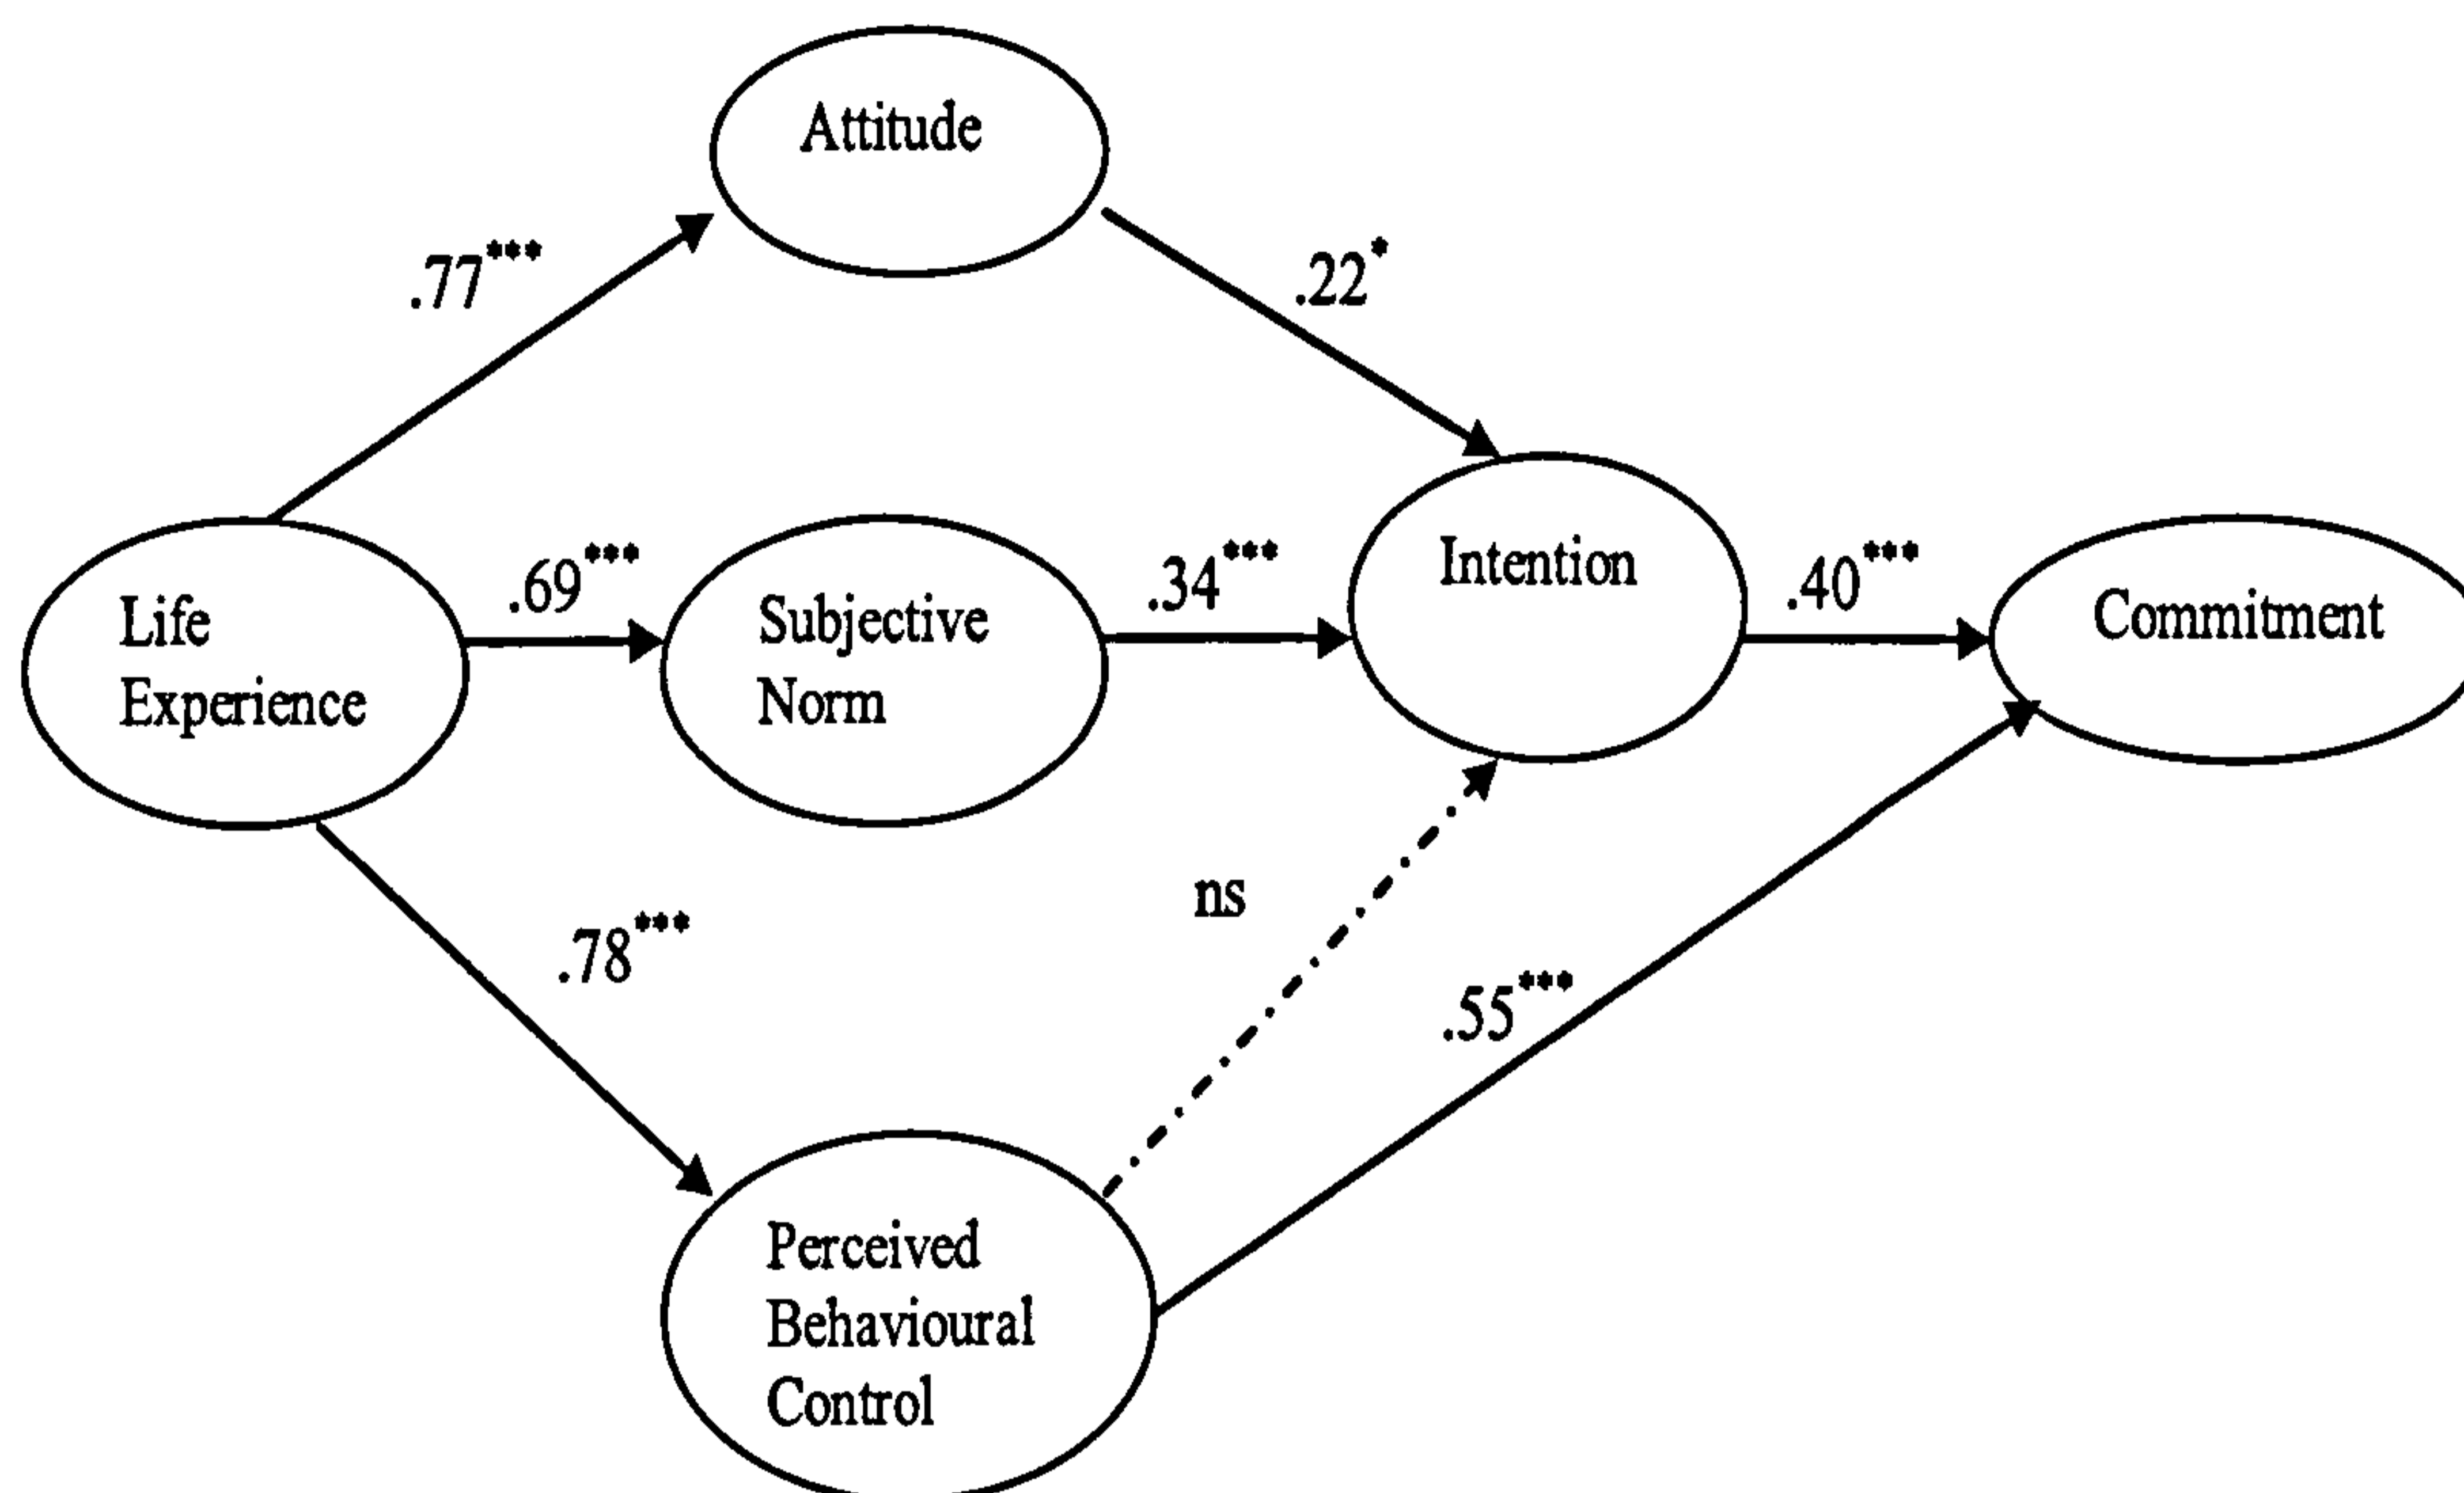 Attitude
.77***
.22*
Life
Experience
.69***
Subjective
Norm
.34***
Intention
.40***
Commitment
.78***
ns
.55***
Perceived
Behavioural
Control